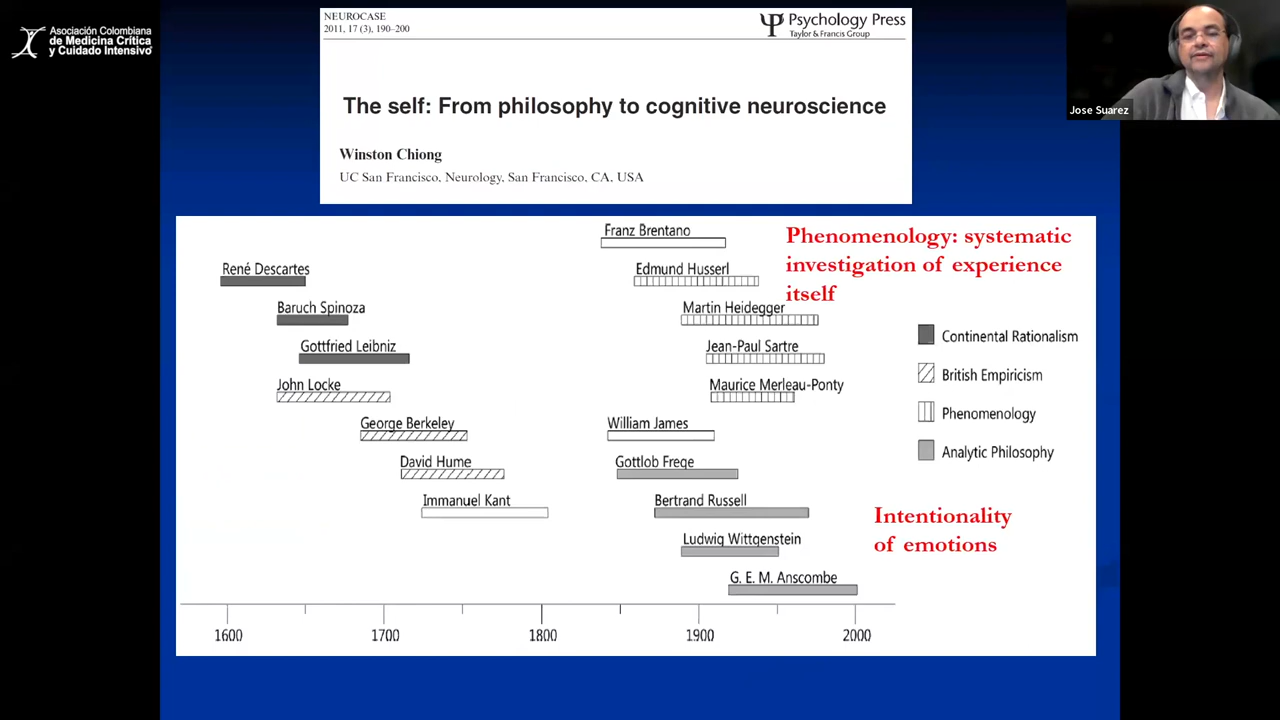 Asociación Colombiana
de Medicina Crítica
y Cuidado Intensivo
NEUROCASE
2011, 17 (3), 190–200
Psychology Press
Taylor & Francis Group
The self: From philosophy to cognitive neuroscience
Winston Chiong
UC San Francisco, Neurology, San Francisco, CA, USA
Jose Suarez
Franz Brentano
Phenomenology: systematic
investigation of experience
itself
René Descartes
Edmund Husserl
Baruch Spinoza
Martin Heidegger
Gottfried Leibniz
Jean-Paul Sartre
John Locke
Maurice Merleau-Ponty
George Berkeley
William James
David Hume
Gottlob Frege
Immanuel Kant
Bertrand Russell
Ludwig Wittgenstein
G. E. M. Anscombe
Continental Rationalism
British Empiricism
Phenomenology
Analytic Philosophy
Intentionality
of emotions
1600
1700
1800
1900
2000